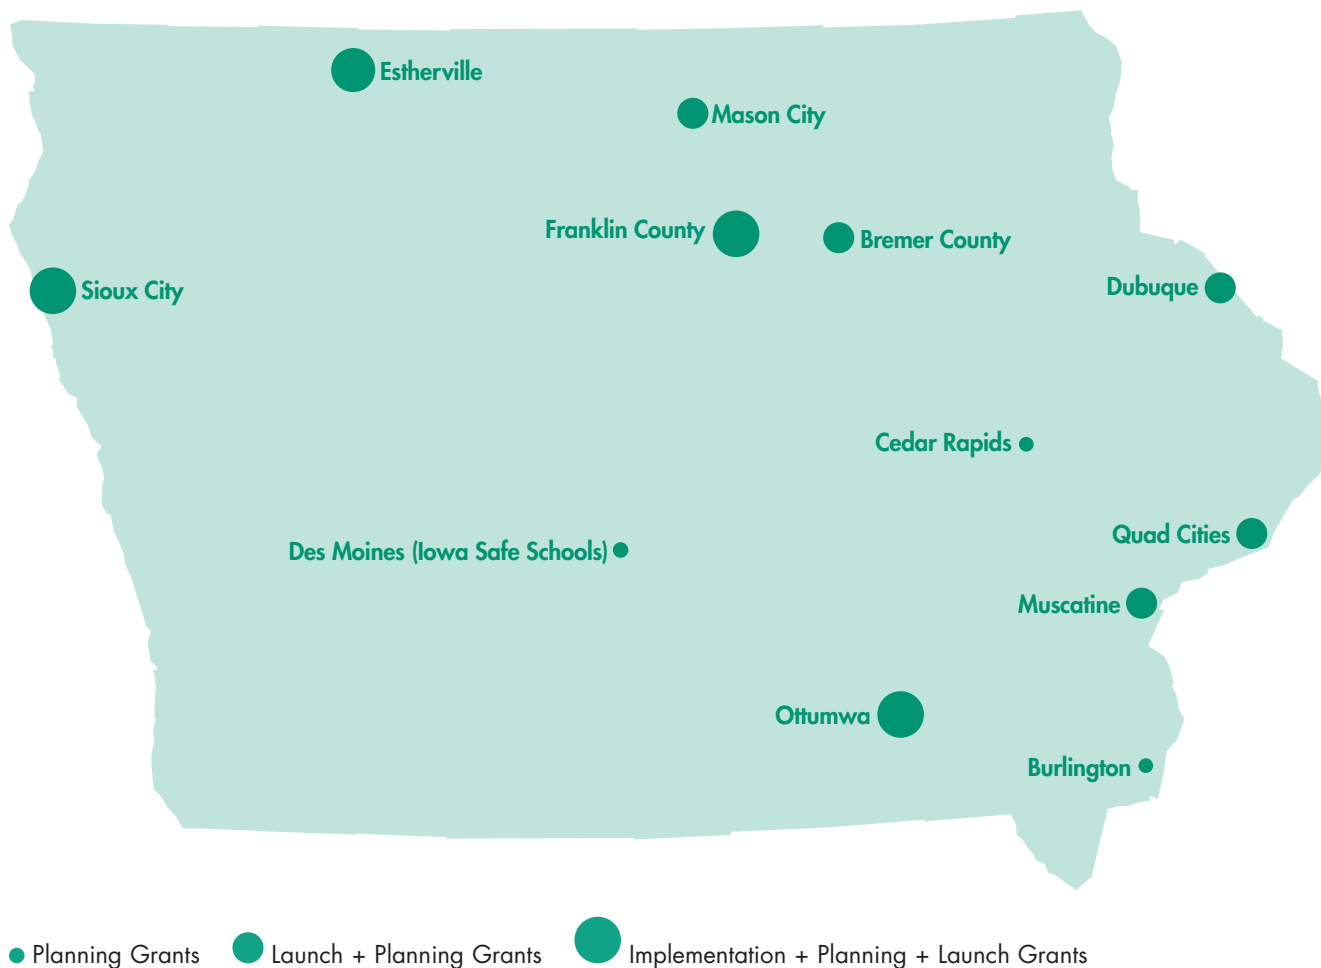 Estherville
Mason City
Franklin County
Bremer County
Sioux City
Dubuque
Cedar Rapids
Quad Cities
Des Moines (Iowa Safe Schools)
Muscatine
Ottumwa
Burlington
Planning Grants
Launch + Planning Grants
Implementation + Planning + Launch Grants